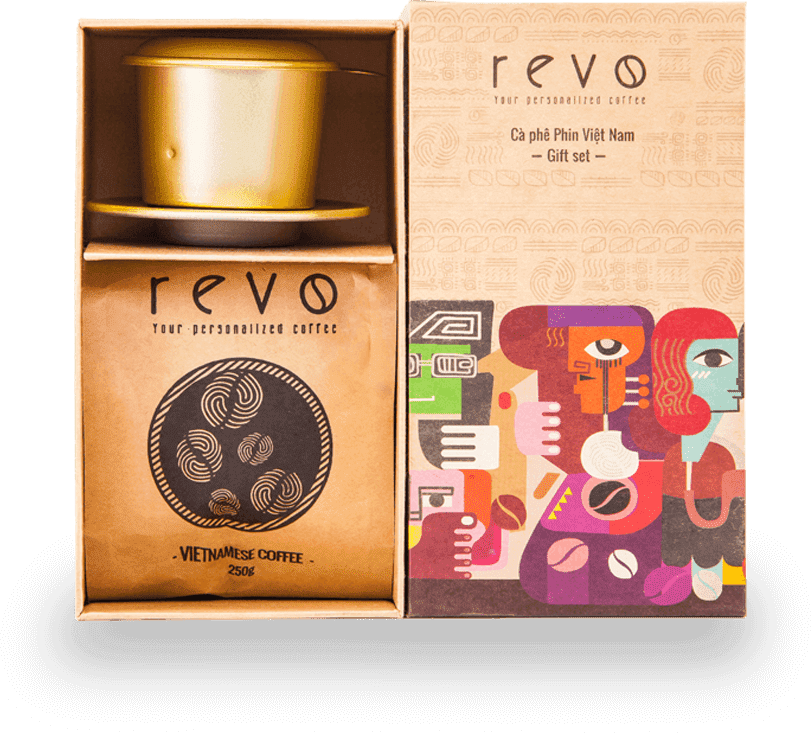 revo
Your personalized coffee
- VIETNAMESE COFFEE -
250g
revo
Your personalized coffee
Cà phê Phin Việt Nam
– Gift set –